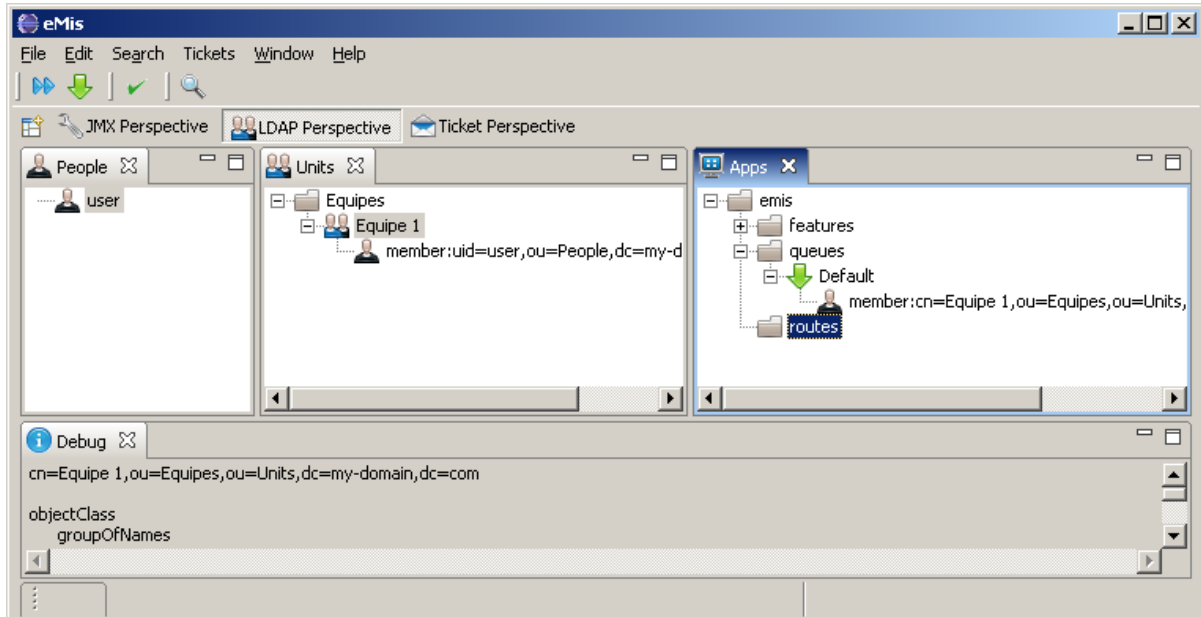 eMis
File Edit Search Tickets Window Help
JMX Perspective LDAP Perspective Ticket Perspective
People
user
Units
Equipes
Equipe 1
member:uid=user,ou=People,dc=my-d
Apps
emis
features
queues
Default
member:cn=Equipe 1,ou=Equipes,ou=Units,
routes
Debug
cn=Equipe 1,ou=Equipes,ou=Units,dc=my-domain,dc=com
objectClass
groupOfNames